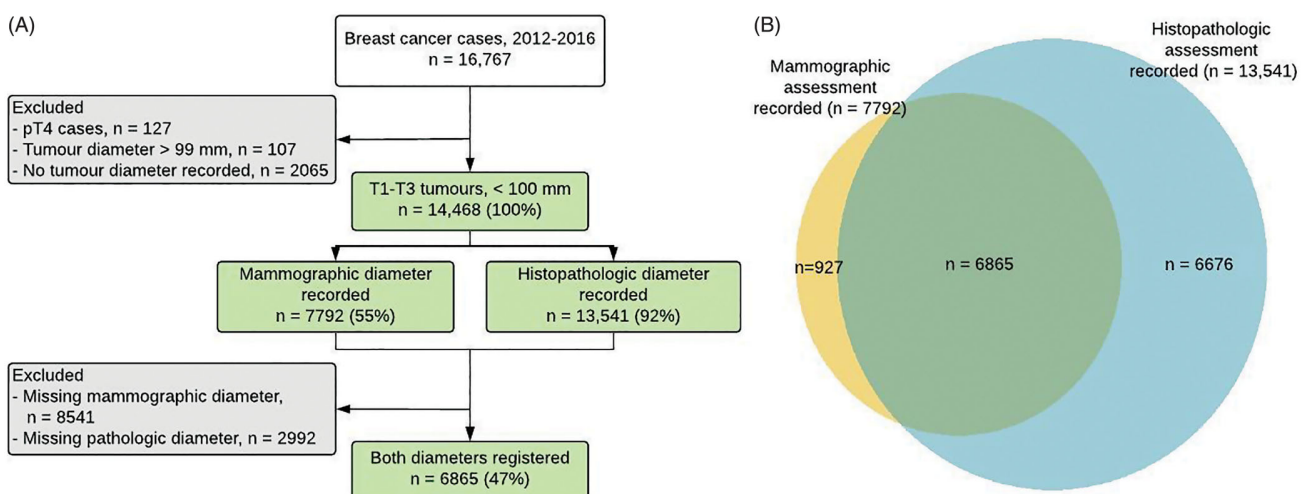 (A)
Breast cancer cases, 2012-2016
n = 16,767
Excluded
- pT4 cases, n = 127
- Tumour diameter > 99 mm, n = 107
- No tumour diameter recorded, n = 2065
T1-T3 tumours, < 100 mm
n = 14,468 (100%)
Mammographic diameter
recorded
n = 7792 (55%)
Histopathologic diameter
recorded
n = 13,541 (92%)
Excluded
- Missing mammographic diameter,
n = 8541
- Missing pathologic diameter, n = 2992
Both diameters registered
n = 6865 (47%)
(B)
Mammographic
assessment
recorded (n = 7792)
Histopathologic
assessment
recorded (n = 13,541)
n=927
n = 6865
n = 6676